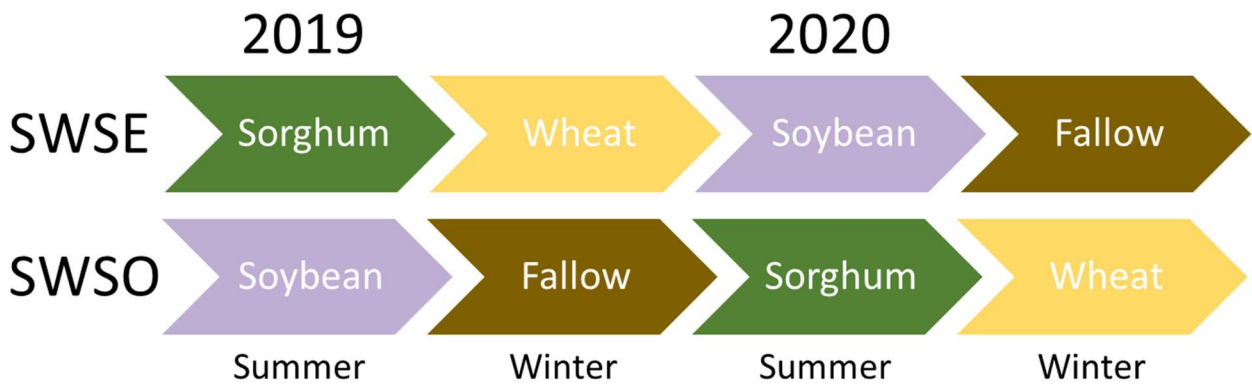 2019 2020
SWSE Sorghum Wheat Soybean Fallow
SWSO Soybean Fallow Sorghum Wheat
Summer Winter Summer Winter